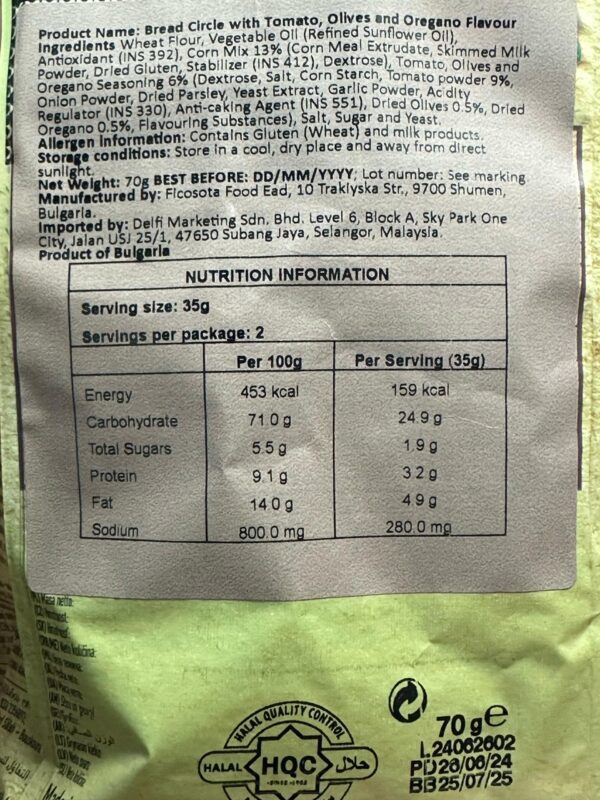 Product Name: Bread Circle with Tomato, Olives and Oregano Flavour
Ingredients Wheat Flour, Vegetable Oil (Refined Sunflower Oil),
Antioxidant (INS 392), Corn Mix 13% (Corn Meal Extrudate, Skimmed Milk
Powder, Dried Gluten, Stabilizer (INS 412), Dextrose), Tomato, Olives and
Oregano Seasoning 6% (Dextrose, Salt, Corn Starch, Tomato powder 9%,
Onion Powder, Dried Parsley, Yeast Extract, Garlic Powder, Acidity
Regulator (INS 330), Anti-caking Agent (INS 551), Dried Olives 0.5%, Dried
Oregano 0.5%, Flavouring Substances), Salt, Sugar and Yeast.
Allergen Information: Contains Gluten (Wheat) and milk products.
Storage conditions: Store in a cool, dry place and away from direct
sunlight.
Net Weight: 70g BEST BEFORE: DD/MM/YYYY; Lot number: See marking.
Manufactured by: Ficosota Food Ead, 10 Trakiyska Str., 9700 Shumen,
Bulgaria.
Imported by: Delfi Marketing Sdn. Bhd. Level 6, Block A, Sky Park One
City, Jalan USJ 25/1, 47650 Subang Jaya, Selangor, Malaysia.
Product of Bulgaria
NUTRITION INFORMATION
Serving size: 35g
Servings per package: 2
Per 100g Per Serving (35g)
Energy 453 kcal 159 kcal
Carbohydrate 71.0 g 24.9 g
Total Sugars 5.5 g 1.9 g
Protein 9.1 g 3.2 g
Fat 14.0 g 4.9 g
Sodium 800.0 mg 280.0 mg
HALAL QUALITY CONTROL
HALAL HQC حلال
70 g e
L24062602
PD26/06/24
BB25/07/25